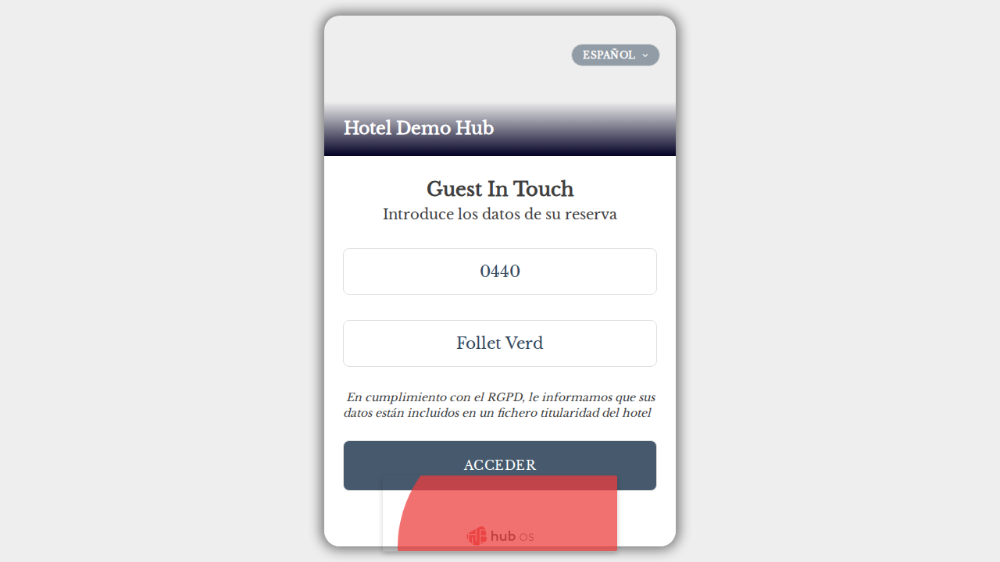 ESPAÑOL
Hotel Demo Hub
Guest In Touch
Introduce los datos de su reserva
0440
Follet Verd
En cumplimiento con el RGPD, le informamos que sus
datos están incluidos en un fichero titularidad del hotel
ACCEDER
hub OS